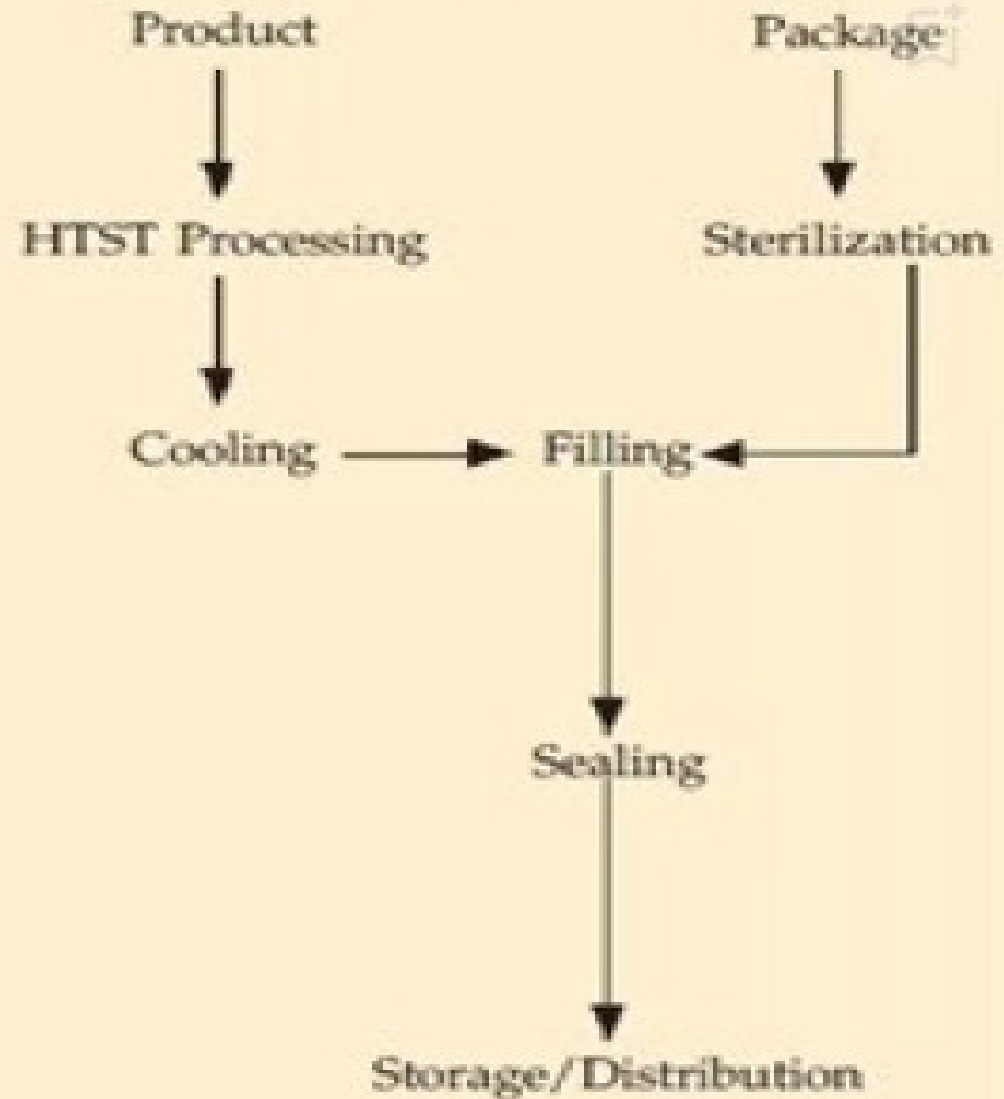 Product
Package
HTST Processing
Sterilization
Cooling
Filling
Sealing
Storage/Distribution